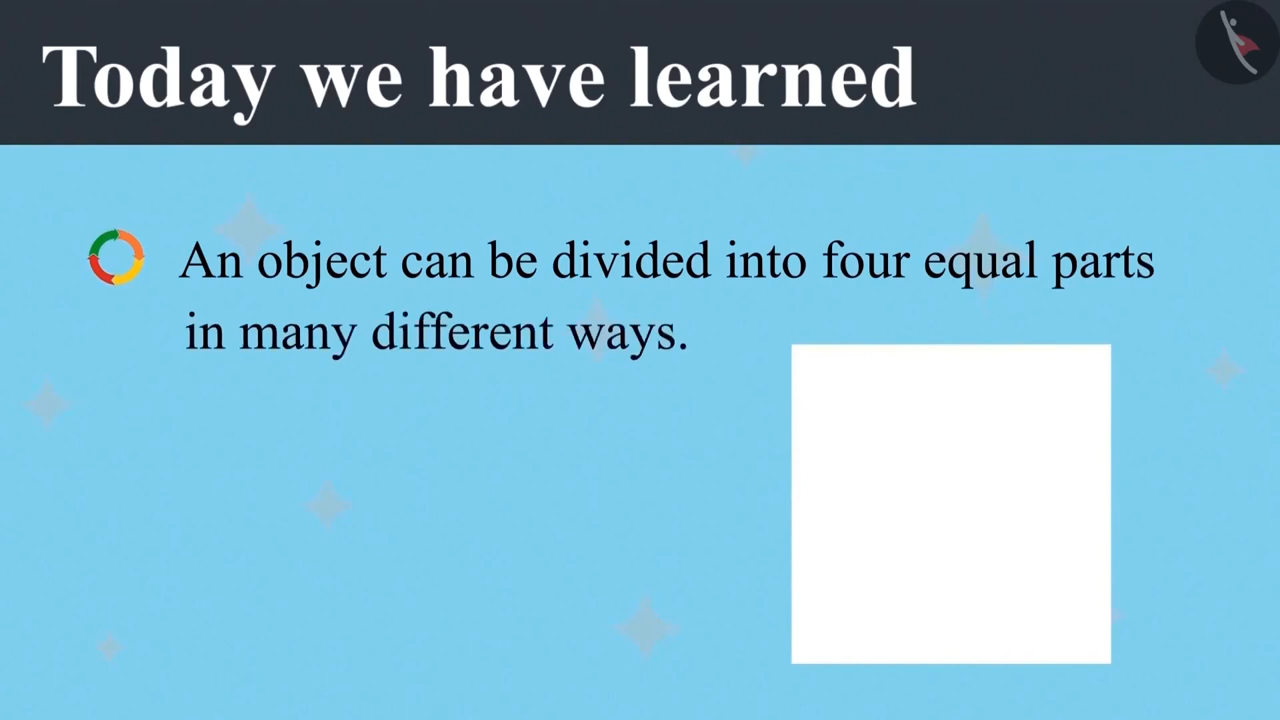 Today we have learned
An object can be divided into four equal parts
in many different ways.